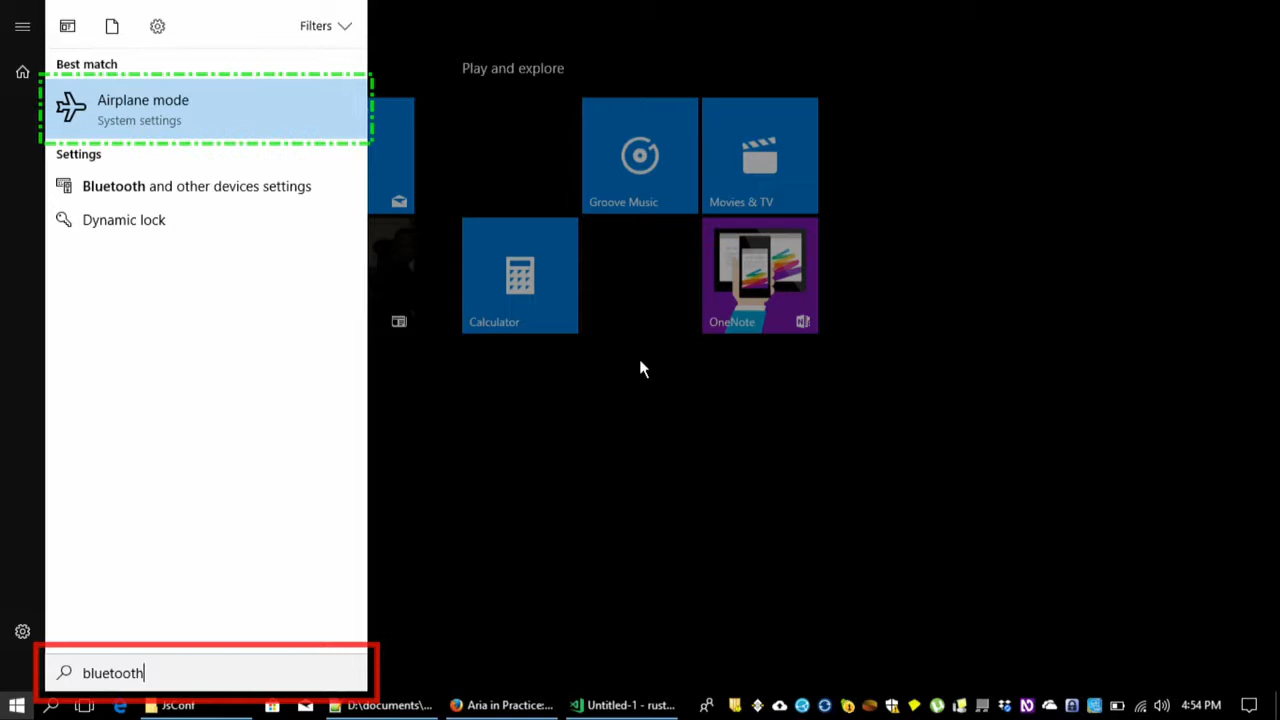 Filters
Best match
Airplane mode
System settings
Settings
Bluetooth and other devices settings
Dynamic lock
bluetooth
Play and explore
Groove Music
Movies & TV
Calculator
OneNote
JsConf
D:\documents\...
Aria in Practice:...
Untitled-1 - rust...
4:54 PM